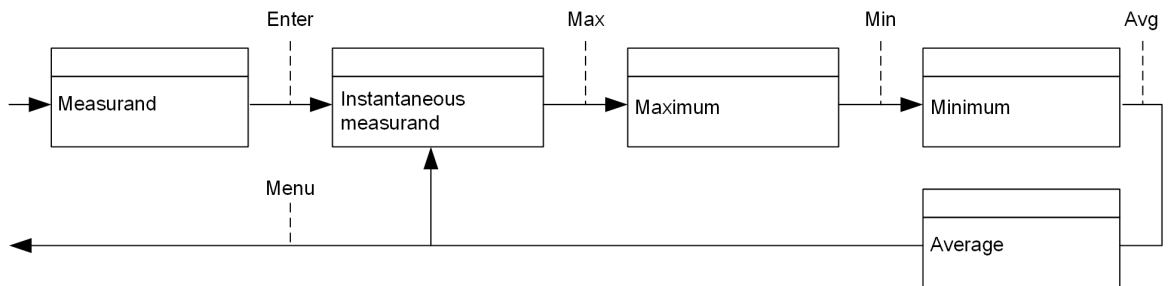 Enter
Max
Min
Avg
Measurand
Instantaneous
measurand
Maximum
Minimum
Menu
Average